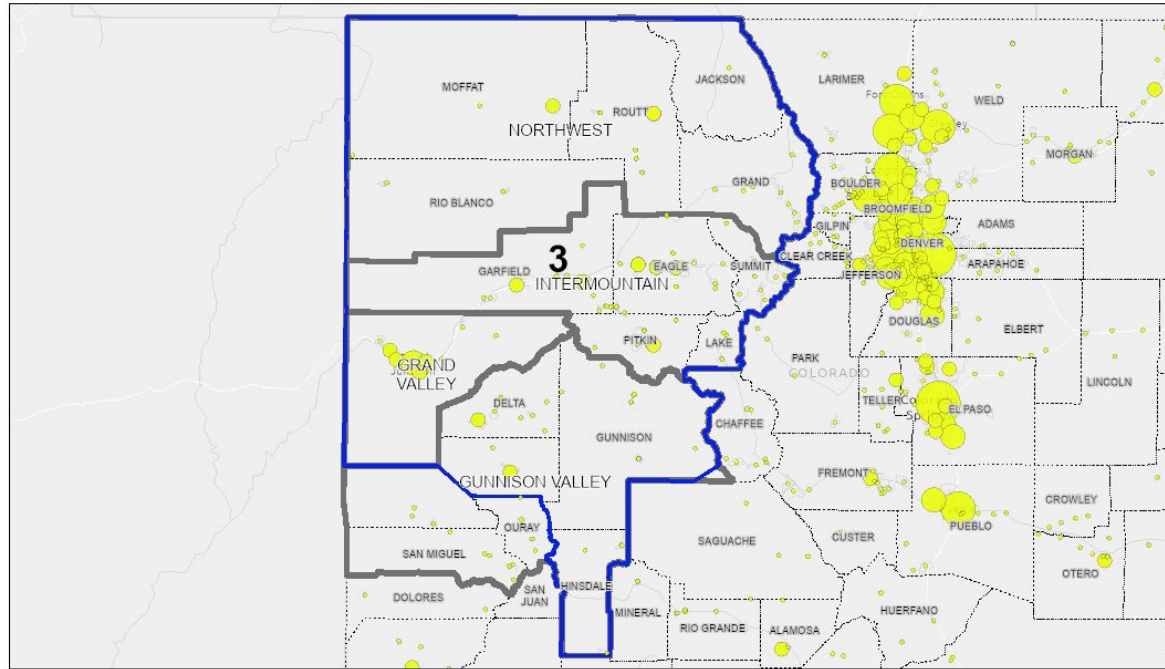 JACKSON
LARIMER
MOFFAT
Fort Collins
WELD
ROUTT
NORTHWEST
MORGAN
GRAND
BOULDER
RIO BLANCO
BROOMFIELD
GILPIN
ADAMS
DENVER
3
EAGLE
SUMMIT
CLEAR CREEK
GARFIELD
JEFFERSON
ARAPAHOE
INTERMOUNTAIN
DOUGLAS
ELBERT
PITKIN
LAKE
PARK
GRAND
VALLEY
COLORADO
LINCOLN
TELLER
DELTA
EL PASO
CHAFFEE
GUNNISON
FREMONT
GUNNISON VALLEY
CROWLEY
OURAY
PUEBLO
SAGUACHE
CUSTER
SAN MIGUEL
OTERO
HINSDALE
SAN
JUAN
DOLORES
MINERAL
HUERFANO
RIO GRANDE
ALAMOSA